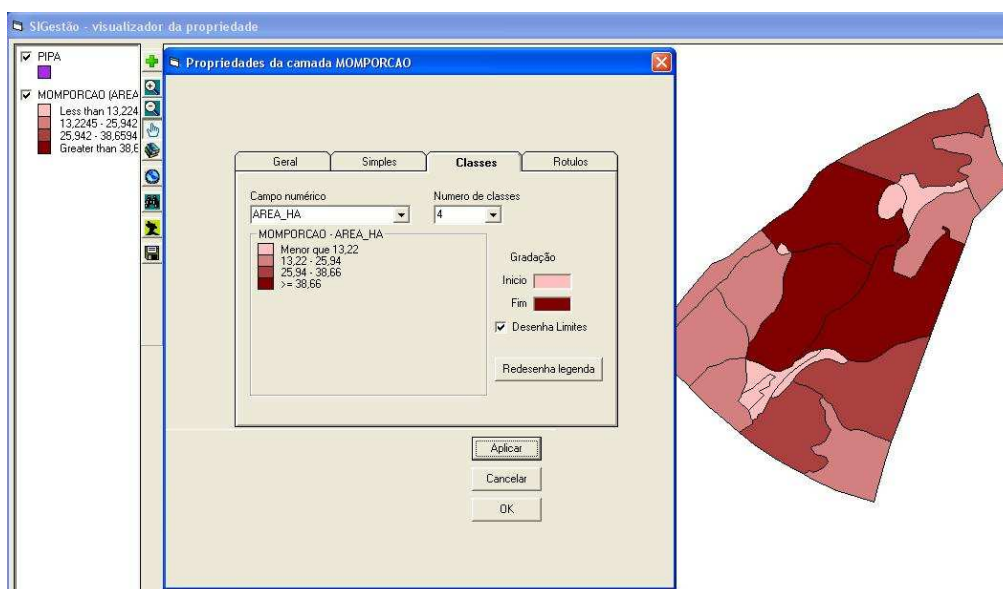 SIGestão - visualizador da propriedade
PIPA
MOMPORCAO (AREA
Less than 13,224
13,2245 - 25,942
25,942 - 38,6594
Greater than 38,6
Propriedades da camada MOMPORCAO
Geral Simples Classes Rotulos
Campo numérico Numero de classes
AREA_HA 4
MOMPORCAO - AREA_HA
Menor que 13,22
13,22 - 25,94
25,94 - 38,66
>= 38,66
Gradação
Inicio
Fim
Desenha Limites
Redesenha legenda
Aplicar
Cancelar
OK